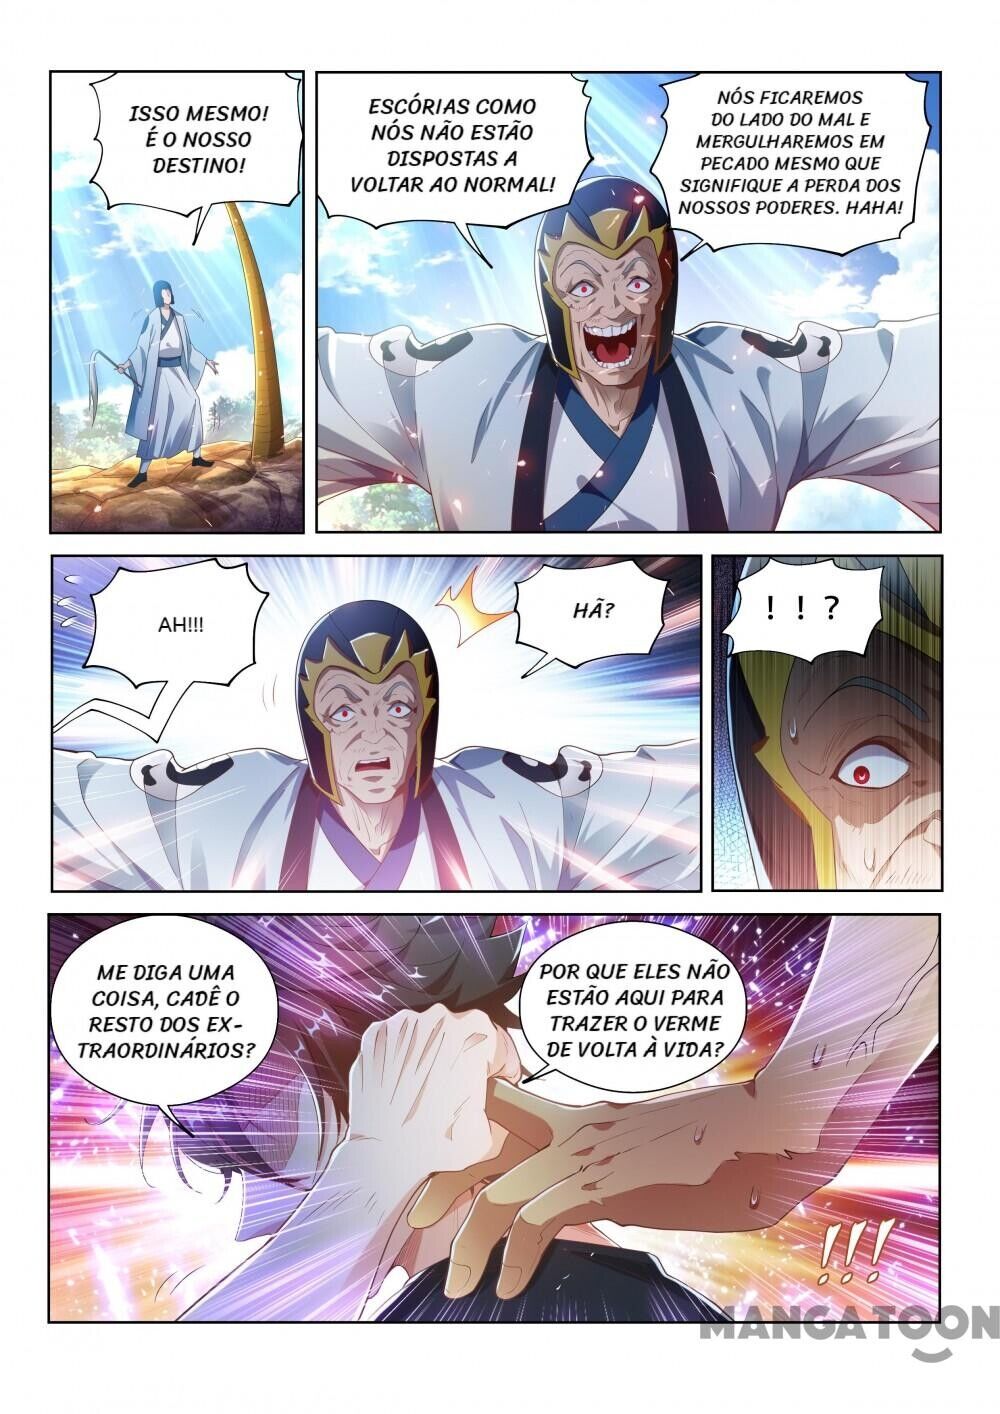 ISSO MESMO!
É O NOSSO
DESTINO!
ESCÓRIAS COMO
NÓS NÃO ESTÃO
DISPOSTAS A
VOLTAR AO NORMAL!
NÓS FICAREMOS
DO LADO DO MAL E
MERGULHAREMOS EM
PECADO MESMO QUE
SIGNIFIQUE A PERDA DOS
NOSSOS PODERES. HAHA!
AH!!!
HÃ?
! ! ?
ME DIGA UMA
COISA, CADÊ O
RESTO DOS EX-
TRAORDINÁRIOS?
POR QUE ELES NÃO
ESTÃO AQUI PARA
TRAZER O VERME
DE VOLTA À VIDA?
!!!
MANGATOON